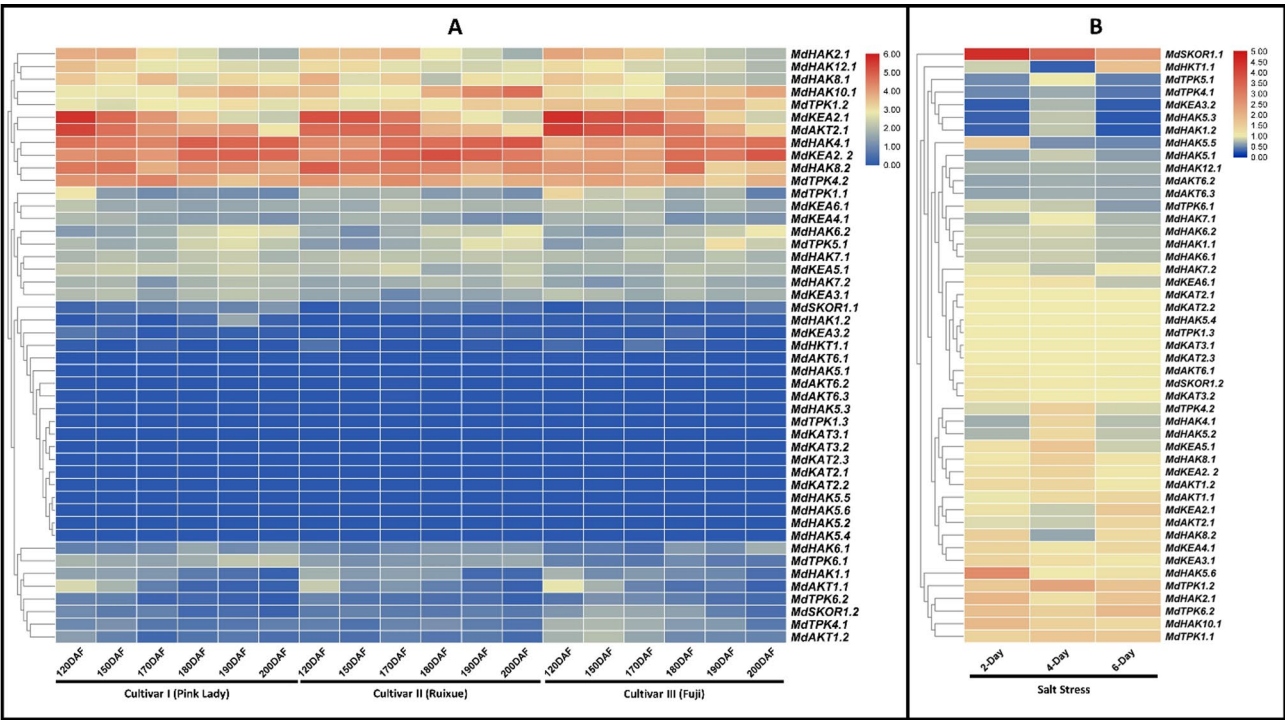 A
MdHAK2.1
MdHAK12.1
MdHAK8.1
MdHAK10.1
MdTPK1.2
MdKEA2.1
MdAKT2.1
MdHAK4.1
MdKEA2. 2
MdHAK8.2
MdTPK4.2
MdTPK1.1
MdKEA6.1
MdKEA4.1
MdHAK6.2
MdTPK5.1
MdHAK7.1
MdKEA5.1
MdHAK7.2
MdKEA3.1
MdSKOR1.1
MdHAK1.2
MdKEA3.2
MdHKT1.1
MdAKT6.1
MdHAK5.1
MdAKT6.2
MdAKT6.3
MdHAK5.3
MdTPK1.3
MdKAT3.1
MdKAT3.2
MdKAT2.3
MdKAT2.1
MdKAT2.2
MdHAK5.5
MdHAK5.6
MdHAK5.2
MdHAK5.4
MdHAK6.1
MdTPK6.1
MdHAK1.1
MdAKT1.1
MdTPK6.2
MdSKOR1.2
MdTPK4.1
MdAKT1.2
6.00
5.00
4.00
3.00
2.00
1.00
0.00
120DAF 150DAF 170DAF 180DAF 190DAF 200DAF 120DAF 150DAF 170DAF 180DAF 190DAF 200DAF 120DAF 150DAF 170DAF 180DAF 190DAF 200DAF
Cultivar I (Pink Lady) Cultivar II (Ruixue) Cultivar III (Fuji)
B
MdSKOR1.1
MdHKT1.1
MdTPK5.1
MdTPK4.1
MdKEA3.2
MdHAK5.3
MdHAK1.2
MdHAK5.5
MdHAK5.1
MdHAK12.1
MdAKT6.2
MdAKT6.3
MdTPK6.1
MdHAK7.1
MdHAK6.2
MdHAK1.1
MdHAK6.1
MdHAK7.2
MdKEA6.1
MdKAT2.1
MdKAT2.2
MdHAK5.4
MdTPK1.3
MdKAT3.1
MdKAT2.3
MdAKT6.1
MdSKOR1.2
MdKAT3.2
MdTPK4.2
MdHAK4.1
MdHAK5.2
MdKEA5.1
MdHAK8.1
MdKEA2. 2
MdAKT1.2
MdAKT1.1
MdKEA2.1
MdAKT2.1
MdHAK8.2
MdKEA4.1
MdKEA3.1
MdHAK5.6
MdTPK1.2
MdHAK2.1
MdTPK6.2
MdHAK10.1
MdTPK1.1
5.00
4.50
4.00
3.50
3.00
2.50
2.00
1.50
1.00
0.50
0.00
2-Day 4-Day 6-Day
Salt Stress